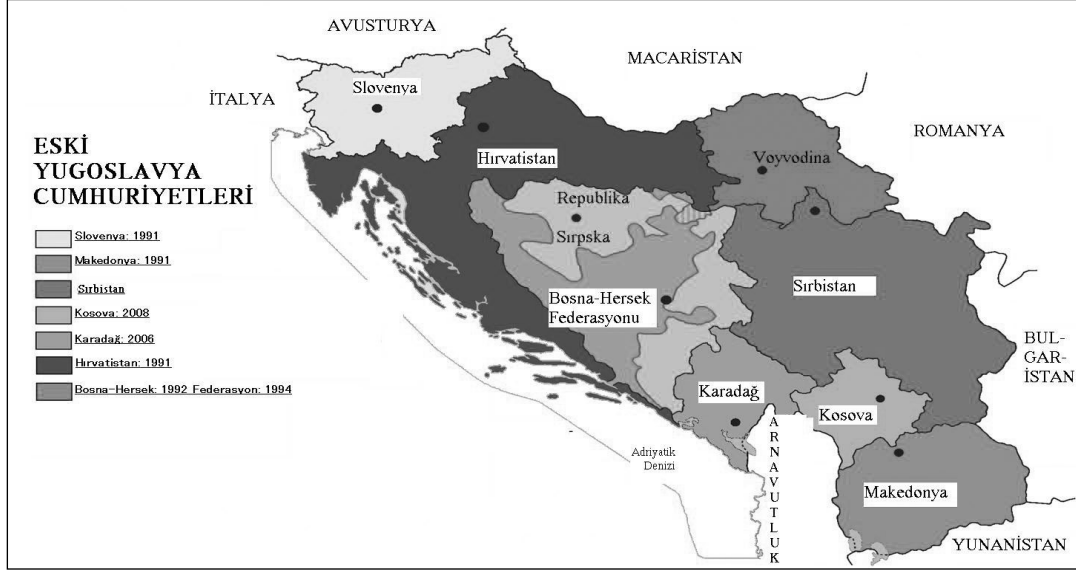 AVUSTURYA
MACARİSTAN
İTALYA
ROMANYA
ESKİ
YUGOSLAVYA
CUMHURİYETLERİ
Slovenya: 1991
Makedonya: 1991
Sırbistan
Kosova: 2008
Karadağ: 2006
Hırvatistan: 1991
Bosna-Hersek: 1992 Federasyon: 1994
Slovenya
Hırvatistan
Voyvodina
Republika
Sırpska
Bosna-Hersek
Federasyonu
Sırbistan
Karadağ
Kosova
Makedonya
BUL-
GAR-
İSTAN
Adriyatik
Denizi
A
R
N
A
V
U
T
L
U
K
YUNANİSTAN